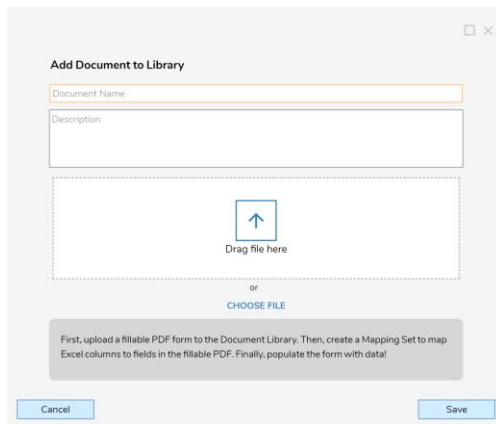 Add Document to Library
Document Name
Description
Drag file here
or
CHOOSE FILE
First, upload a fillable PDF form to the Document Library. Then, create a Mapping Set to map
Excel columns to fields in the fillable PDF. Finally, populate the form with data!
Cancel
Save